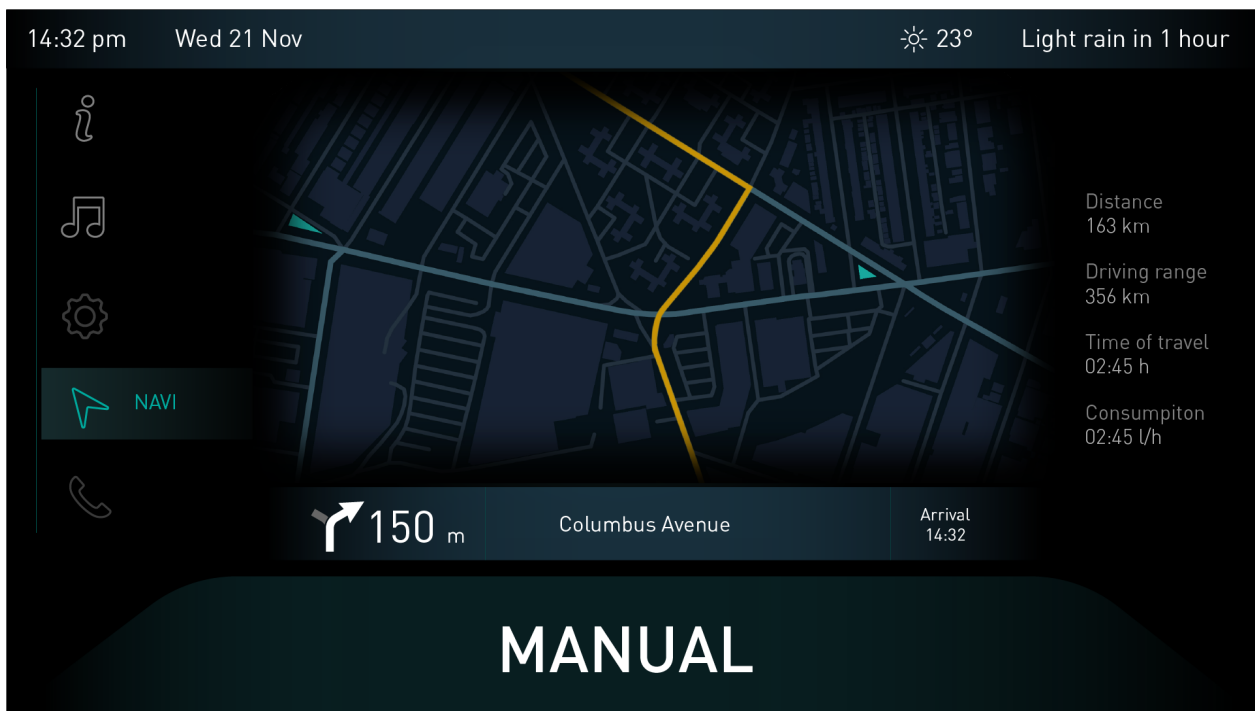 14:32 pm Wed 21 Nov 23° Light rain in 1 hour
Distance
163 km
Driving range
356 km
Time of travel
02:45 h
NAVI
Consumpiton
02:45 l/h
150 m Columbus Avenue
Arrival
14:32
MANUAL